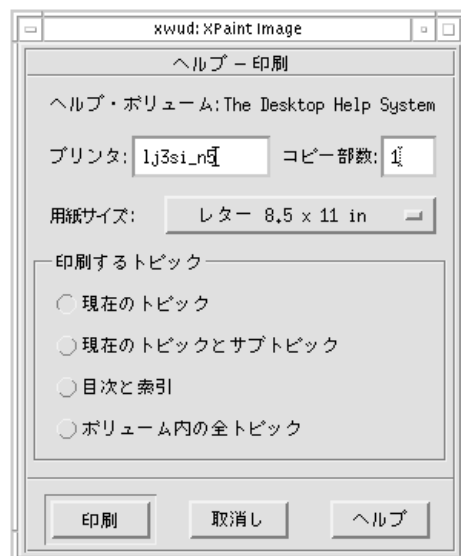 xwud: XPaint Image
ヘルプ － 印刷
ヘルプ・ボリューム: The Desktop Help System
プリンタ: lj3si_n5 コピー部数: 1
用紙サイズ: レター 8.5 x 11 in
印刷するトピック
現在のトピック
現在のトピックとサブトピック
目次と索引
ボリューム内の全トピック
印刷 取消し ヘルプ